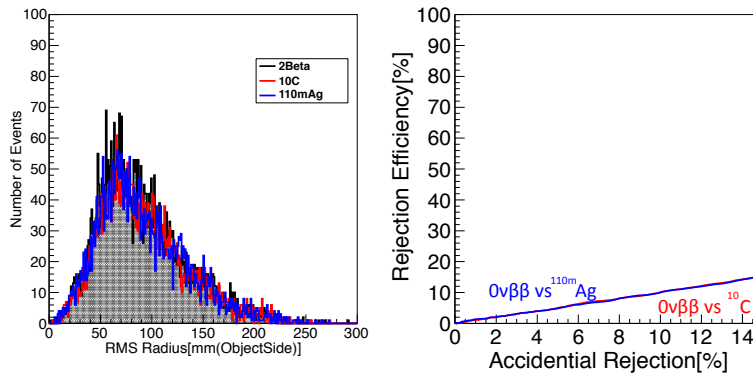 100
90
80
70
60
50
40
30
20
10
0
Number of Events
2Beta
10C
110mAg
0 50 100 150 200 250 300
RMS Radius[mm(ObjectSide)]
100
90
80
70
60
50
40
30
20
10
0
Rejection Efficiency[%]
0νββ vs ¹¹⁰ᵐAg
0νββ vs ¹⁰C
0 2 4 6 8 10 12 14
Accidential Rejection[%]